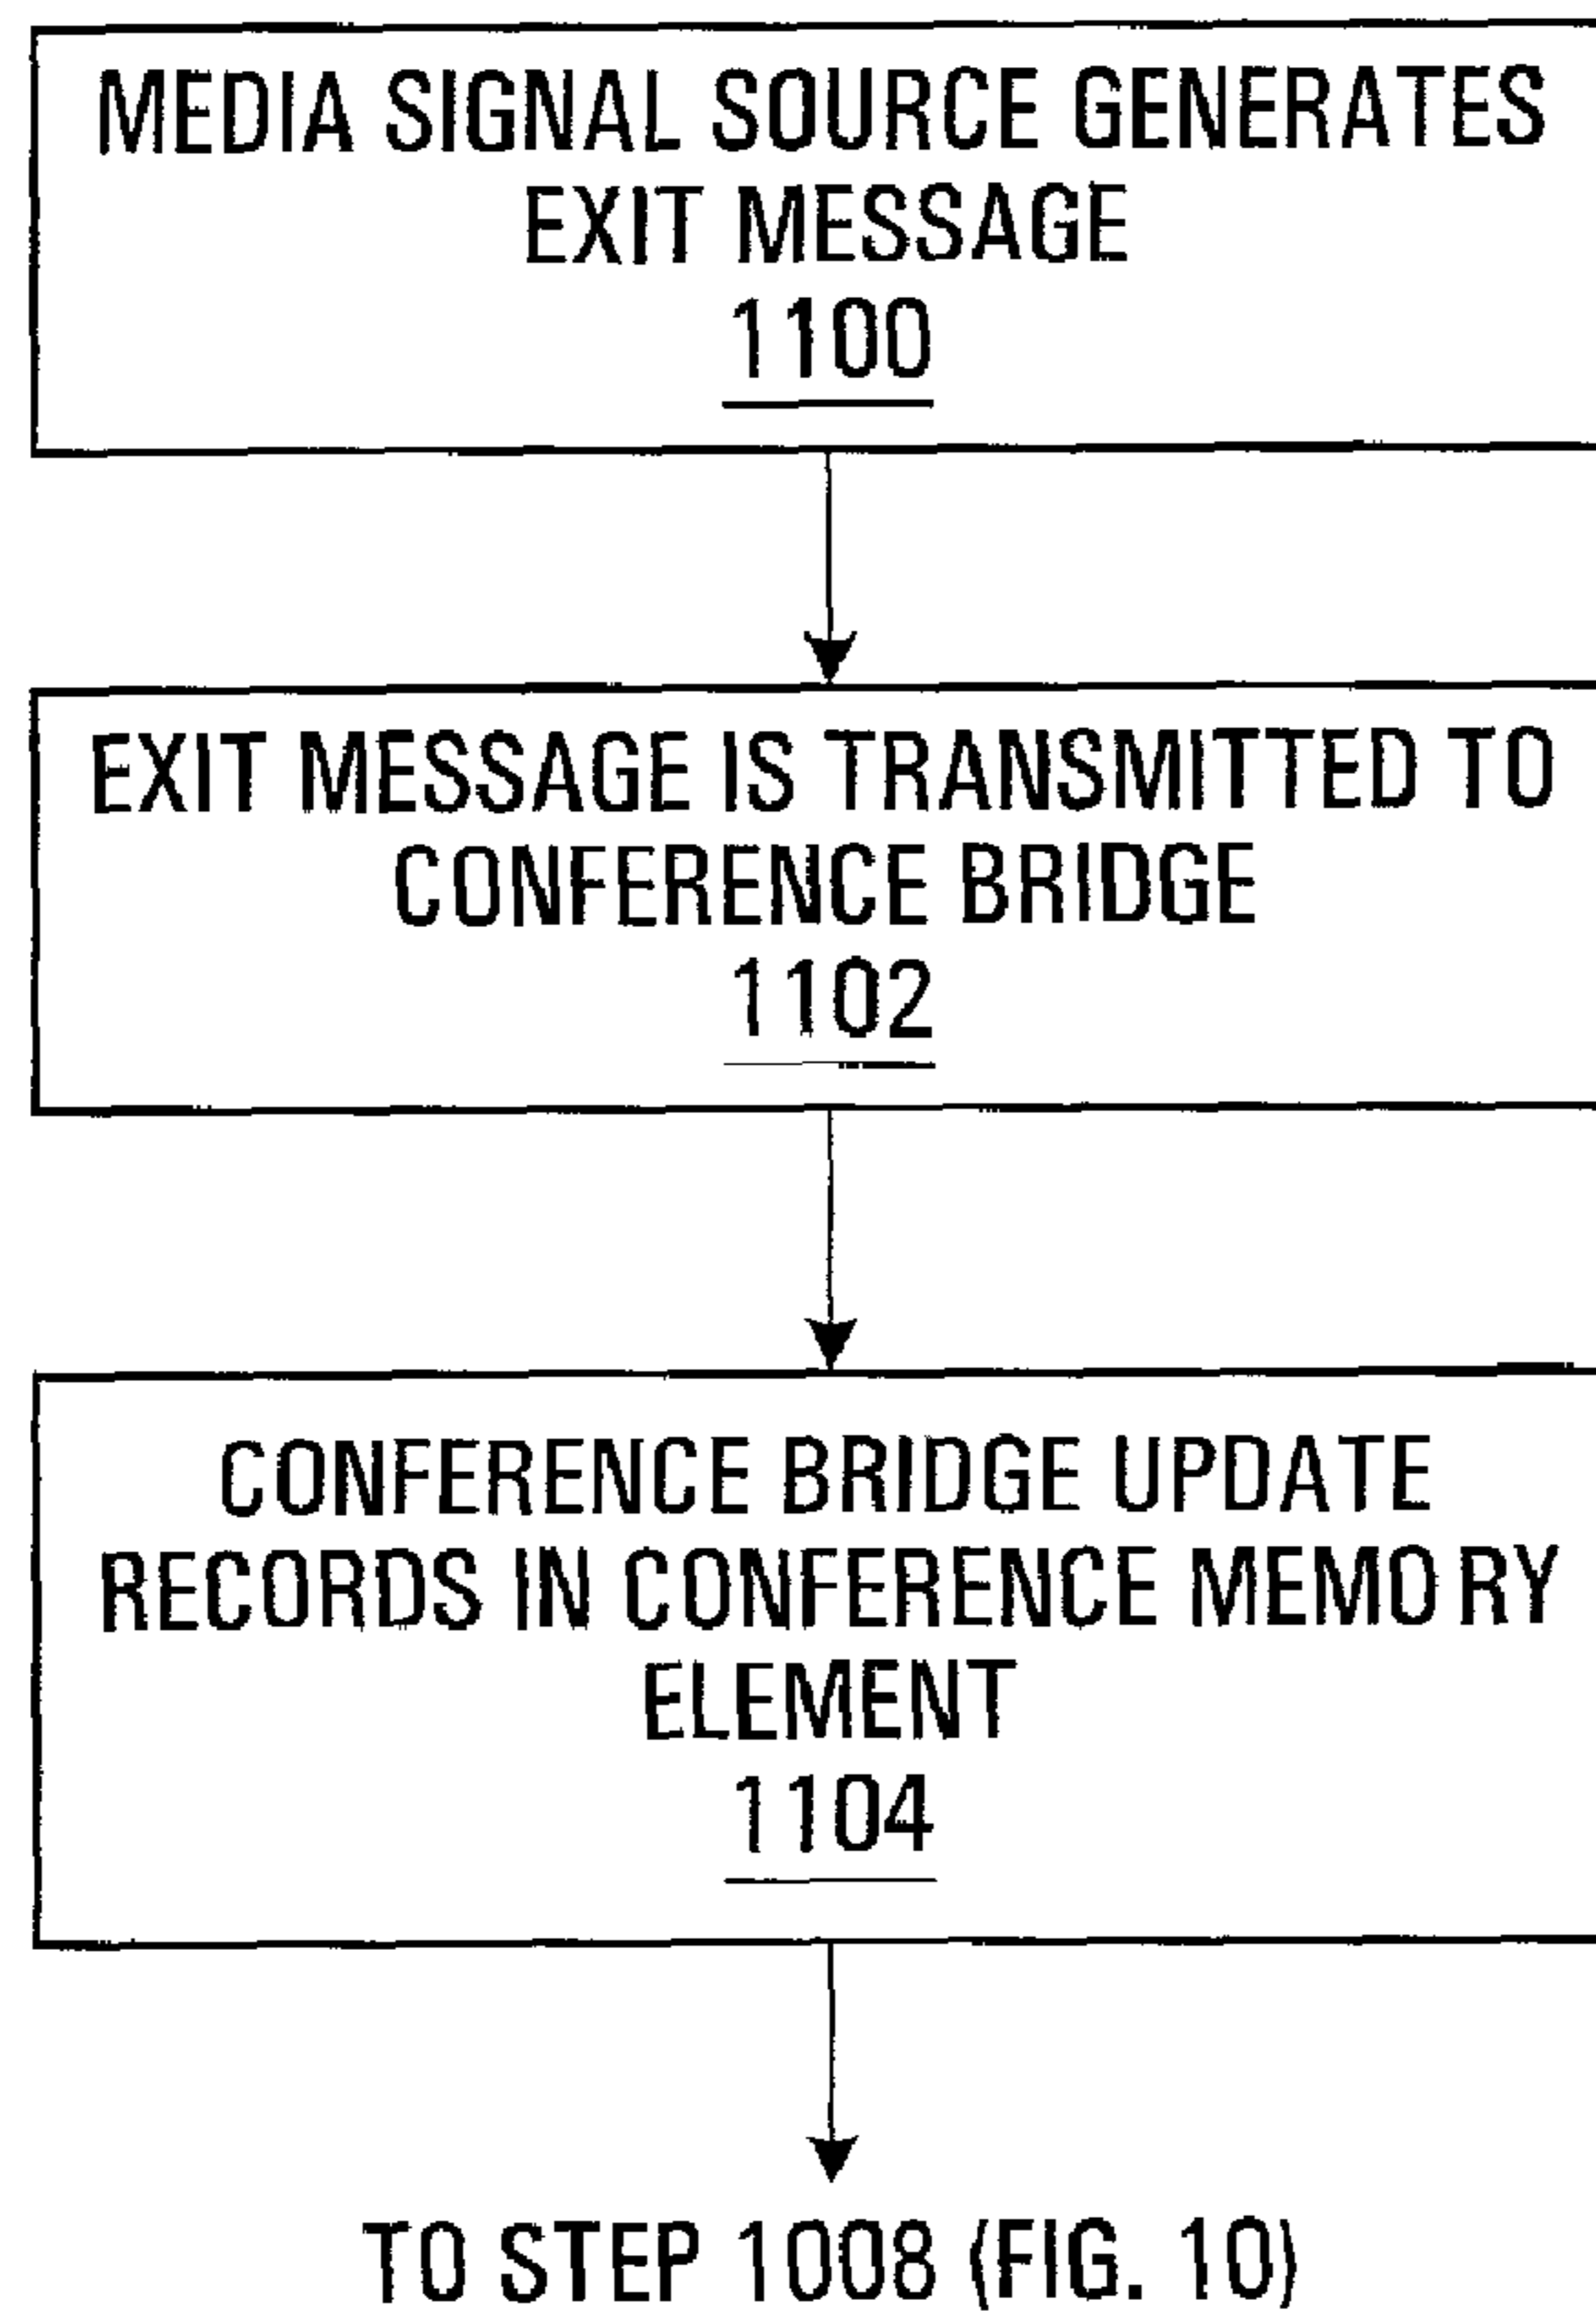 MEDIA SIGNAL SOURCE GENERATES
EXIT MESSAGE
1100
EXIT MESSAGE IS TRANSMITTED TO
CONFERENCE BRIDGE
1102
CONFERENCE BRIDGE UPDATE
RECORDS IN CONFERENCE MEMORY
ELEMENT
1104
TO STEP 1008 (FIG. 10)